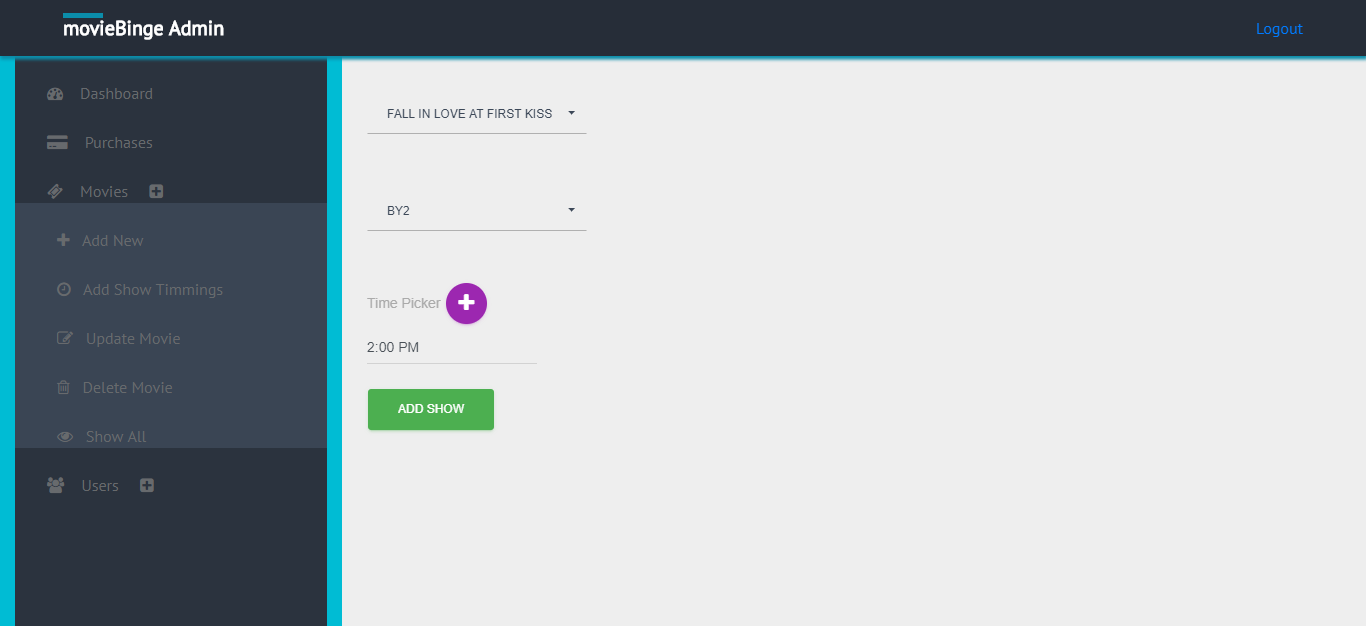 movieBinge Admin
Logout
Dashboard
Purchases
Movies
Add New
Add Show Timmings
Update Movie
Delete Movie
Show All
Users
FALL IN LOVE AT FIRST KISS
BY2
Time Picker
2:00 PM
ADD SHOW